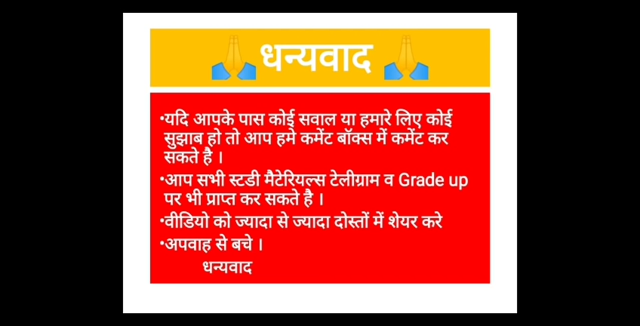 🙏धन्यवाद 🙏
•यदि आपके पास कोई सवाल या हमारे लिए कोई
सुझाब हो तो आप हमे कमेंट बॉक्स में कमेंट कर
सकते है ।
•आप सभी स्टडी मैटेरियल्स टेलीग्राम व Grade up
पर भी प्राप्त कर सकते है ।
•वीडियो को ज्यादा से ज्यादा दोस्तों में शेयर करे
•अपवाह से बचे ।
धन्यवाद